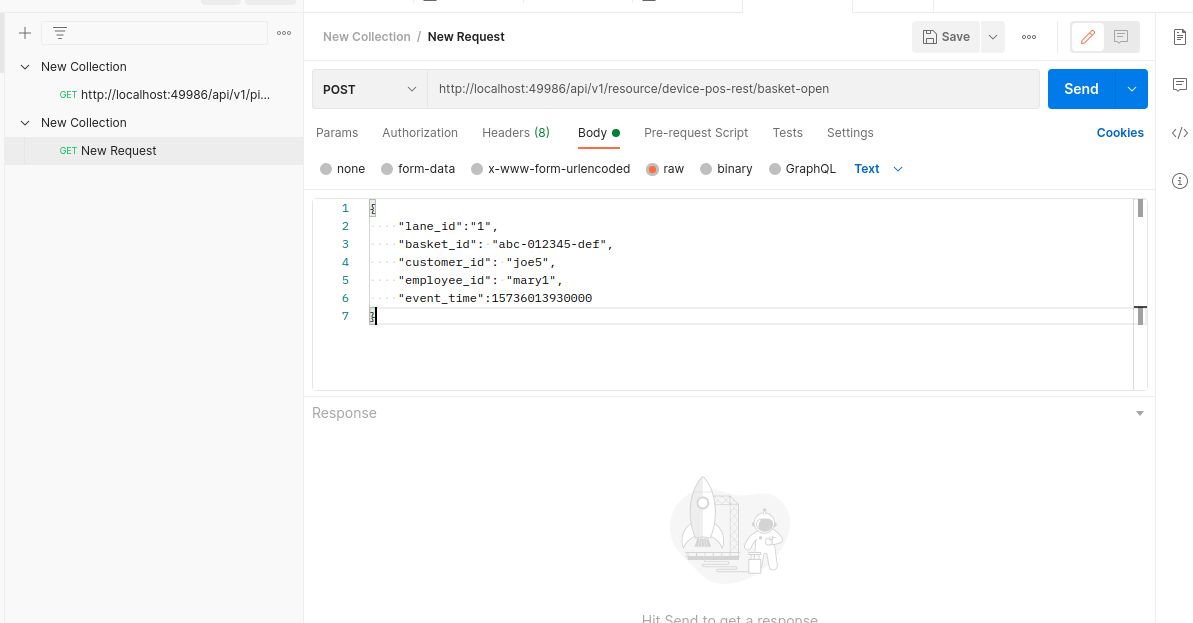 New Collection / New Request
Save
New Collection
GET http://localhost:49986/api/v1/pi...
New Collection
GET New Request
POST
http://localhost:49986/api/v1/resource/device-pos-rest/basket-open
Send
Params Authorization Headers (8) Body Pre-request Script Tests Settings Cookies
none form-data x-www-form-urlencoded raw binary GraphQL Text
1 {
2 "lane_id":"1",
3 "basket_id": "abc-012345-def",
4 "customer_id": "joe5",
5 "employee_id": "mary1",
6 "event_time":15736013930000
7 }
Response
Hit Send to get a response